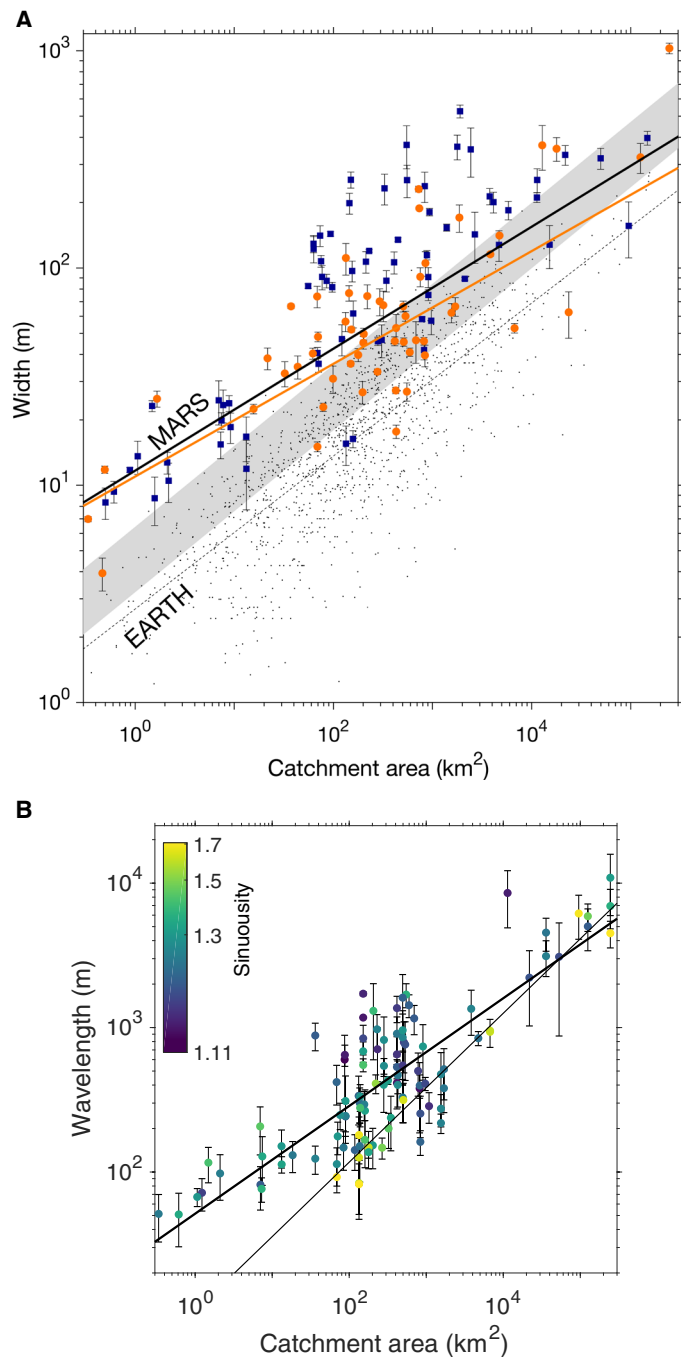 A
10³
10²
10¹
10⁰
Width (m)
MARS
EARTH
10⁰
10²
10⁴
Catchment area (km²)
B
1.7
1.5
1.3
1.11
Sinuousity
10⁴
10³
10²
Wavelength (m)
10⁰
10²
10⁴
Catchment area (km²)